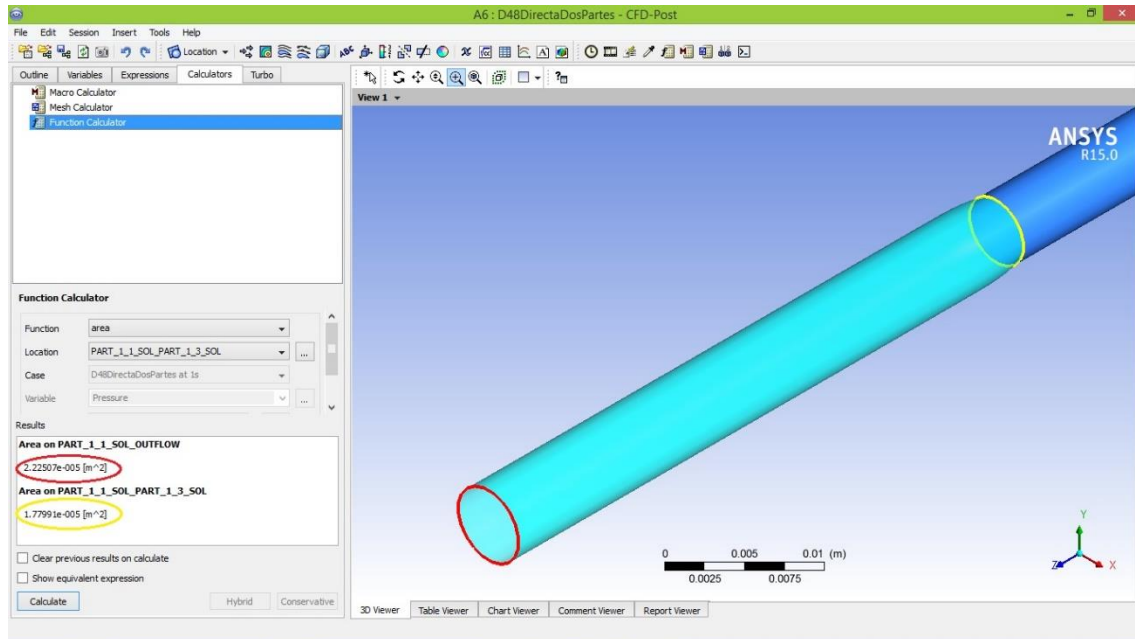 A6 : D48DirectaDosPartes - CFD-Post
File Edit Session Insert Tools Help
Location
Outline Variables Expressions Calculators Turbo
Macro Calculator
Mesh Calculator
Function Calculator
Function Calculator
Function area
Location PART_1_1_SOL_PART_1_3_SOL ...
Case D48DirectaDosPartes at 1s
Variable Pressure ...
Results
Area on PART_1_1_SOL_OUTFLOW
2.22507e-005 [m^2]
Area on PART_1_1_SOL_PART_1_3_SOL
1.77991e-005 [m^2]
Clear previous results on calculate
Show equivalent expression
Calculate Hybrid Conservative
View 1
ANSYS
R15.0
0 0.005 0.01 (m)
0.0025 0.0075
Y
Z X
3D Viewer Table Viewer Chart Viewer Comment Viewer Report Viewer